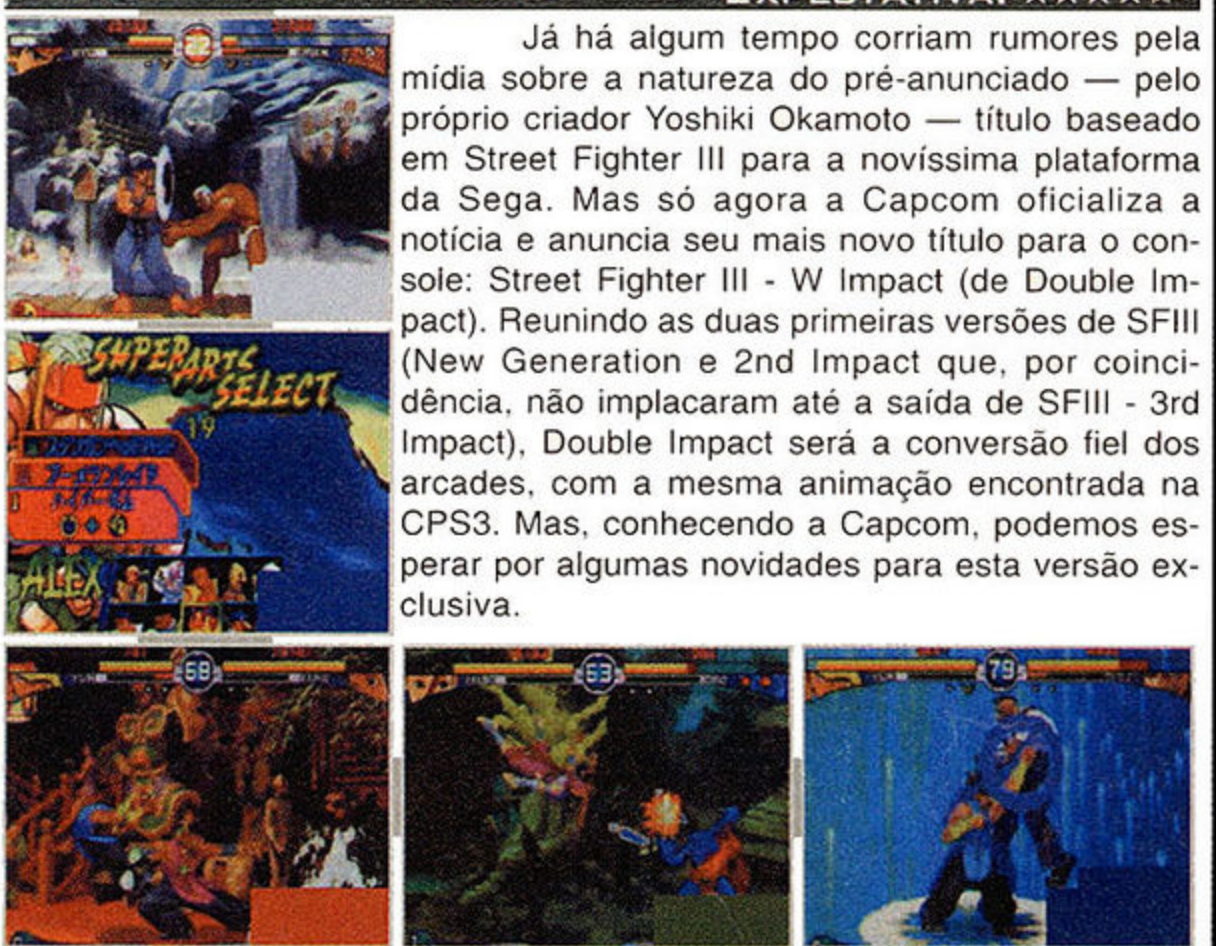 EXPECTATIVA: ☆☆☆☆☆
Já há algum tempo corriam rumores pela
mídia sobre a natureza do pré-anunciado — pelo
próprio criador Yoshiki Okamoto — título baseado
em Street Fighter III para a novíssima plataforma
da Sega. Mas só agora a Capcom oficializa a
notícia e anuncia seu mais novo título para o con-
sole: Street Fighter III - W Impact (de Double Im-
pact). Reunindo as duas primeiras versões de SFIII
(New Generation e 2nd Impact que, por coinci-
dência, não implacaram até a saída de SFIII - 3rd
Impact), Double Impact será a conversão fiel dos
arcades, com a mesma animação encontrada na
CPS3. Mas, conhecendo a Capcom, podemos es-
perar por algumas novidades para esta versão ex-
clusiva.
22
SUPER ARTS
SELECT
19
ALEX
68
63
79